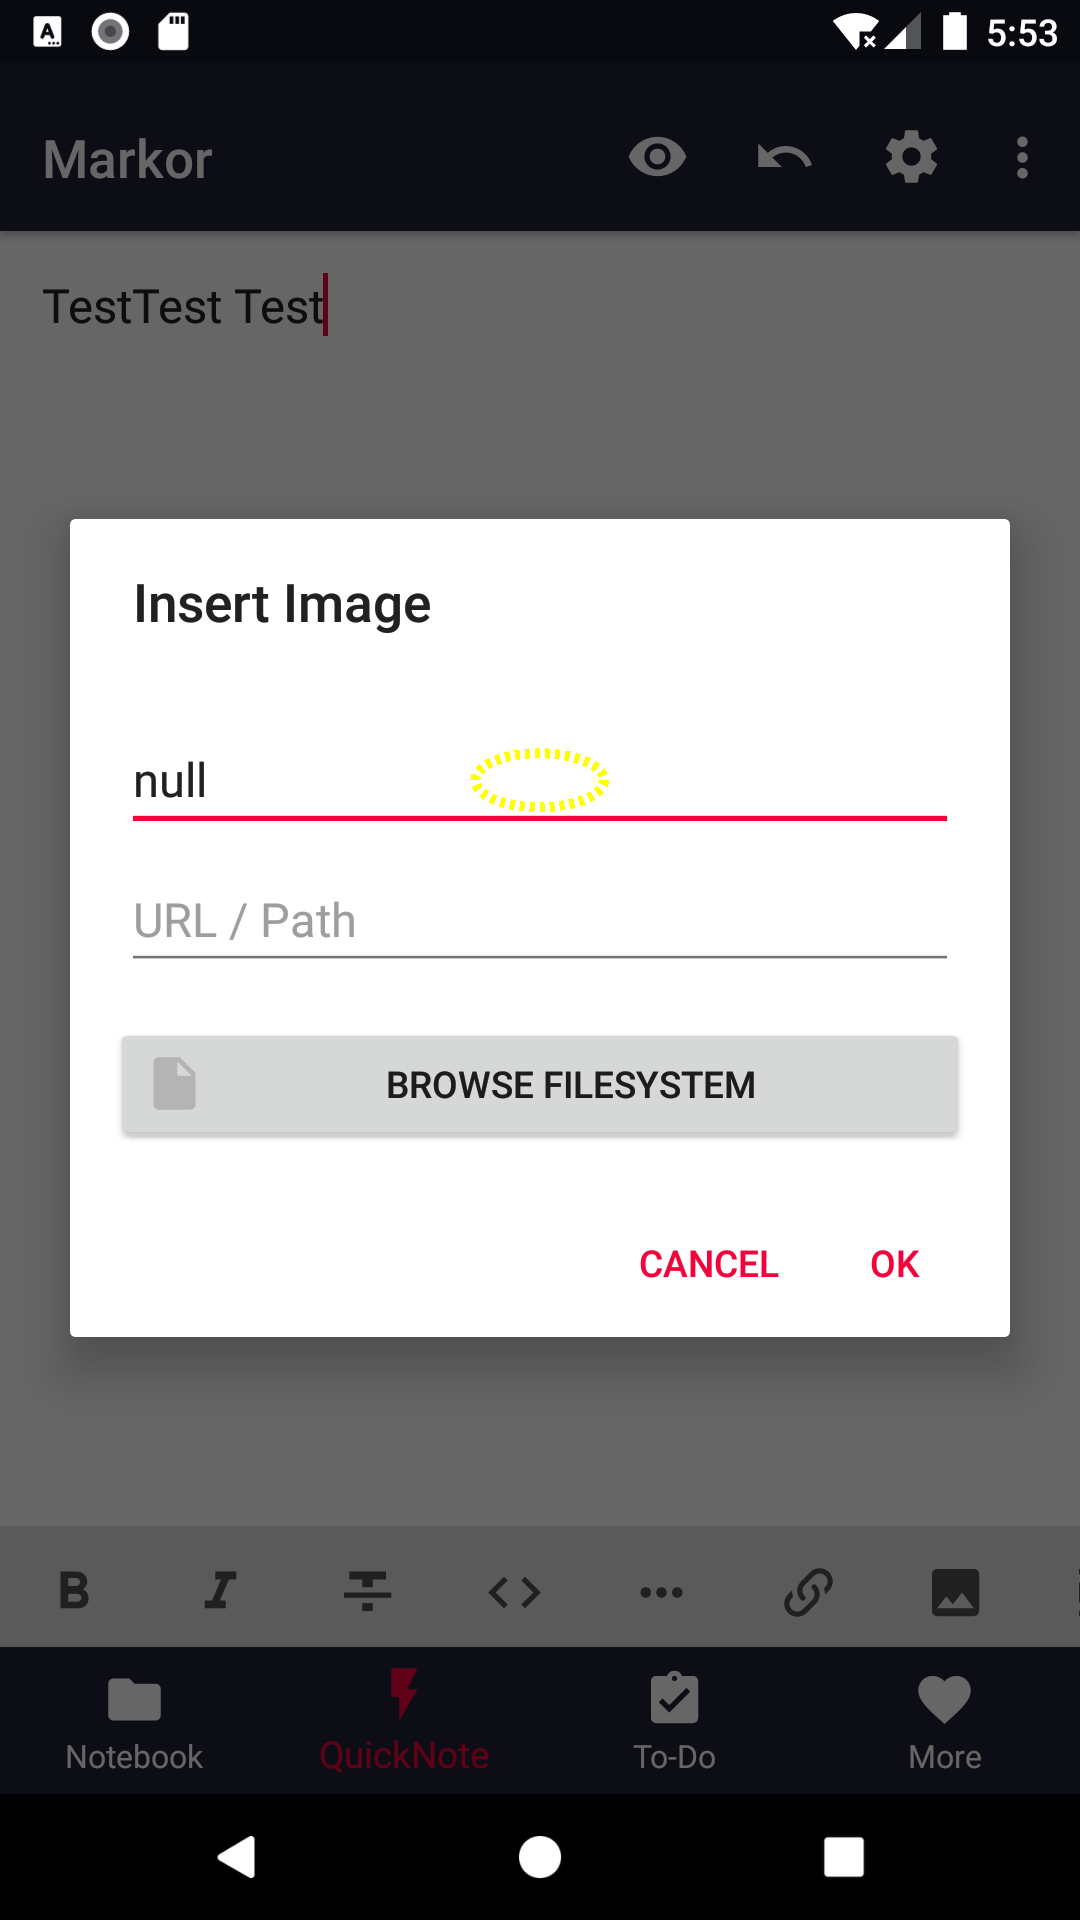 5:53
Markor
TestTest Test
Insert Image
null
URL / Path
BROWSE FILESYSTEM
CANCEL OK
Notebook QuickNote To-Do More